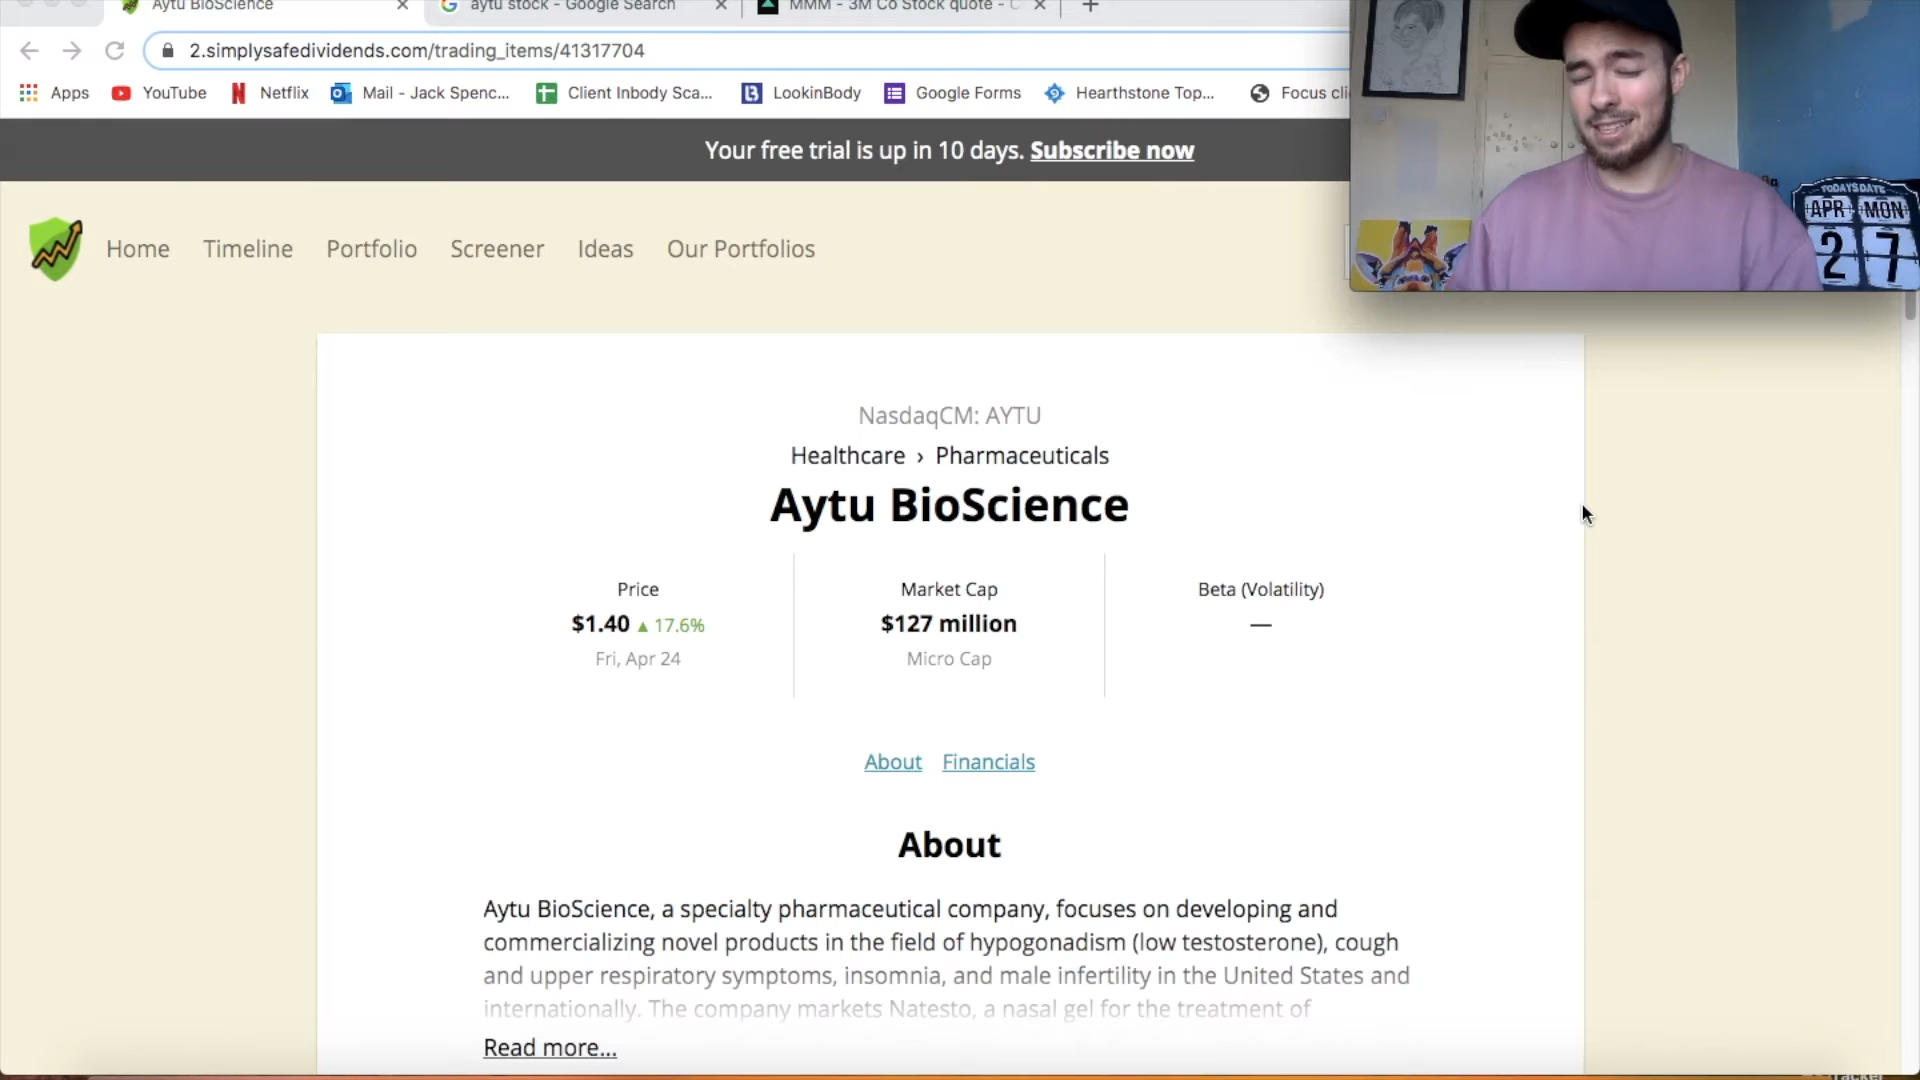 Aytu BioScience
aytu stock - Google Search
MMM - 3M Co Stock quote - C
2.simplysafedividends.com/trading_items/41317704
Apps YouTube Netflix Mail - Jack Spenc... Client Inbody Sca... LookinBody Google Forms Hearthstone Top... Focus cli
Your free trial is up in 10 days. Subscribe now
TODAYS DATE
APR MON
2 7
Home Timeline Portfolio Screener Ideas Our Portfolios
NasdaqCM: AYTU
Healthcare › Pharmaceuticals
Aytu BioScience
Price Market Cap Beta (Volatility)
$1.40 ▲ 17.6% $127 million —
Fri, Apr 24 Micro Cap
About Financials
About
Aytu BioScience, a specialty pharmaceutical company, focuses on developing and
commercializing novel products in the field of hypogonadism (low testosterone), cough
and upper respiratory symptoms, insomnia, and male infertility in the United States and
internationally. The company markets Natesto, a nasal gel for the treatment of
Read more...